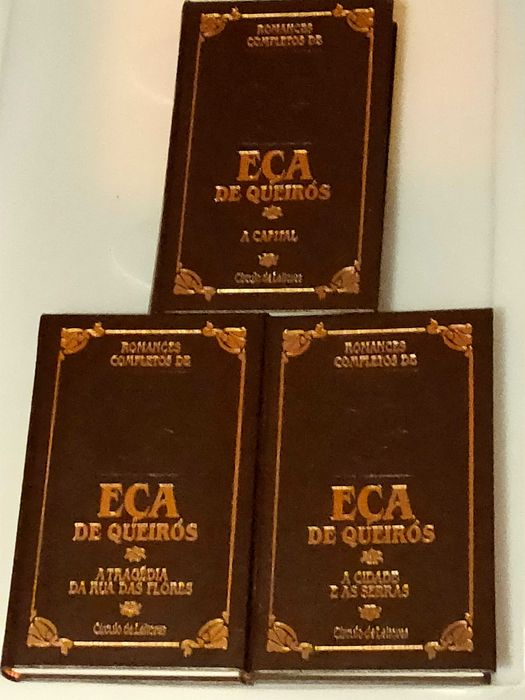 ROMANCES
COMPLETOS DE
EÇA
DE QUEIRÓS
A CAPITAL
Círculo de Leitores
ROMANCES
COMPLETOS DE
EÇA
DE QUEIRÓS
A TRAGÉDIA
DA RUA DAS FLORES
Círculo de Leitores
ROMANCES
COMPLETOS DE
EÇA
DE QUEIRÓS
A CIDADE
E AS SERRAS
Círculo de Leitores